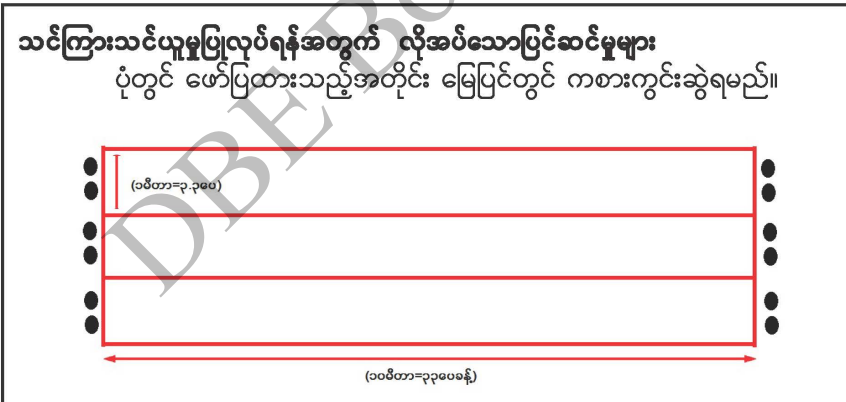 သင်ကြားသင်ယူမှုပြုလုပ်ရန်အတွက် လိုအပ်သောပြင်ဆင်မှုများ
ပုံတွင် ဖော်ပြထားသည့်အတိုင်း မြေပြင်တွင် ကစားကွင်းဆွဲရမည်။
(၁မီတာ=၃.၃ပေ)
(၁၀မီတာ=၃၃ပေခန့်)
DBE Bo